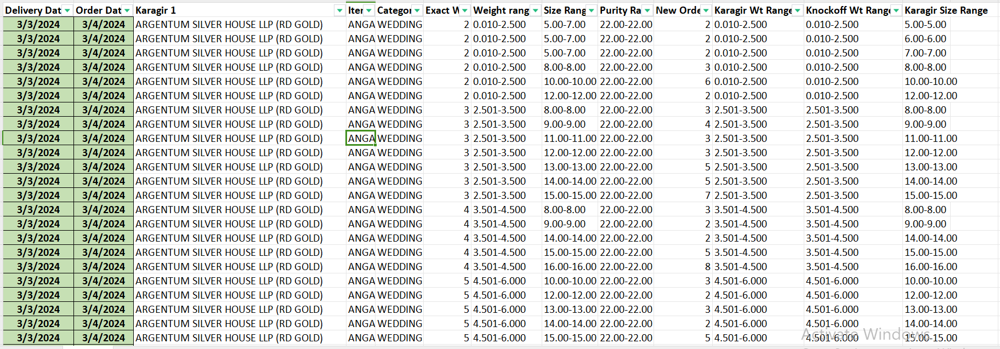 Delivery Dat Order Dat Karagir 1 Iter Categor Exact W Weight rang Size Rang Purity Ra New Orde Karagir Wt Range Knockoff Wt Range Karagir Size Range
3/3/2024 3/4/2024 ARGENTUM SILVER HOUSE LLP (RD GOLD) ANGA WEDDING 2 0.010-2.500 5.00-7.00 22.00-22.00 2 0.010-2.500 0.010-2.500 5.00-5.00
3/3/2024 3/4/2024 ARGENTUM SILVER HOUSE LLP (RD GOLD) ANGA WEDDING 2 0.010-2.500 5.00-7.00 22.00-22.00 2 0.010-2.500 0.010-2.500 6.00-6.00
3/3/2024 3/4/2024 ARGENTUM SILVER HOUSE LLP (RD GOLD) ANGA WEDDING 2 0.010-2.500 5.00-7.00 22.00-22.00 2 0.010-2.500 0.010-2.500 7.00-7.00
3/3/2024 3/4/2024 ARGENTUM SILVER HOUSE LLP (RD GOLD) ANGA WEDDING 2 0.010-2.500 8.00-8.00 22.00-22.00 3 0.010-2.500 0.010-2.500 8.00-8.00
3/3/2024 3/4/2024 ARGENTUM SILVER HOUSE LLP (RD GOLD) ANGA WEDDING 2 0.010-2.500 10.00-10.00 22.00-22.00 6 0.010-2.500 0.010-2.500 10.00-10.00
3/3/2024 3/4/2024 ARGENTUM SILVER HOUSE LLP (RD GOLD) ANGA WEDDING 2 0.010-2.500 12.00-12.00 22.00-22.00 2 0.010-2.500 0.010-2.500 12.00-12.00
3/3/2024 3/4/2024 ARGENTUM SILVER HOUSE LLP (RD GOLD) ANGA WEDDING 3 2.501-3.500 8.00-8.00 22.00-22.00 3 2.501-3.500 2.501-3.500 8.00-8.00
3/3/2024 3/4/2024 ARGENTUM SILVER HOUSE LLP (RD GOLD) ANGA WEDDING 3 2.501-3.500 9.00-9.00 22.00-22.00 4 2.501-3.500 2.501-3.500 9.00-9.00
3/3/2024 3/4/2024 ARGENTUM SILVER HOUSE LLP (RD GOLD) ANGA WEDDING 3 2.501-3.500 11.00-11.00 22.00-22.00 3 2.501-3.500 2.501-3.500 11.00-11.00
3/3/2024 3/4/2024 ARGENTUM SILVER HOUSE LLP (RD GOLD) ANGA WEDDING 3 2.501-3.500 12.00-12.00 22.00-22.00 3 2.501-3.500 2.501-3.500 12.00-12.00
3/3/2024 3/4/2024 ARGENTUM SILVER HOUSE LLP (RD GOLD) ANGA WEDDING 3 2.501-3.500 13.00-13.00 22.00-22.00 5 2.501-3.500 2.501-3.500 13.00-13.00
3/3/2024 3/4/2024 ARGENTUM SILVER HOUSE LLP (RD GOLD) ANGA WEDDING 3 2.501-3.500 14.00-14.00 22.00-22.00 5 2.501-3.500 2.501-3.500 14.00-14.00
3/3/2024 3/4/2024 ARGENTUM SILVER HOUSE LLP (RD GOLD) ANGA WEDDING 3 2.501-3.500 15.00-15.00 22.00-22.00 7 2.501-3.500 2.501-3.500 15.00-15.00
3/3/2024 3/4/2024 ARGENTUM SILVER HOUSE LLP (RD GOLD) ANGA WEDDING 4 3.501-4.500 8.00-8.00 22.00-22.00 3 3.501-4.500 3.501-4.500 8.00-8.00
3/3/2024 3/4/2024 ARGENTUM SILVER HOUSE LLP (RD GOLD) ANGA WEDDING 4 3.501-4.500 9.00-9.00 22.00-22.00 2 3.501-4.500 3.501-4.500 9.00-9.00
3/3/2024 3/4/2024 ARGENTUM SILVER HOUSE LLP (RD GOLD) ANGA WEDDING 4 3.501-4.500 14.00-14.00 22.00-22.00 2 3.501-4.500 3.501-4.500 14.00-14.00
3/3/2024 3/4/2024 ARGENTUM SILVER HOUSE LLP (RD GOLD) ANGA WEDDING 4 3.501-4.500 15.00-15.00 22.00-22.00 5 3.501-4.500 3.501-4.500 15.00-15.00
3/3/2024 3/4/2024 ARGENTUM SILVER HOUSE LLP (RD GOLD) ANGA WEDDING 4 3.501-4.500 16.00-16.00 22.00-22.00 8 3.501-4.500 3.501-4.500 16.00-16.00
3/3/2024 3/4/2024 ARGENTUM SILVER HOUSE LLP (RD GOLD) ANGA WEDDING 5 4.501-6.000 10.00-10.00 22.00-22.00 3 4.501-6.000 4.501-6.000 10.00-10.00
3/3/2024 3/4/2024 ARGENTUM SILVER HOUSE LLP (RD GOLD) ANGA WEDDING 5 4.501-6.000 12.00-12.00 22.00-22.00 2 4.501-6.000 4.501-6.000 12.00-12.00
3/3/2024 3/4/2024 ARGENTUM SILVER HOUSE LLP (RD GOLD) ANGA WEDDING 5 4.501-6.000 13.00-13.00 22.00-22.00 3 4.501-6.000 4.501-6.000 13.00-13.00
3/3/2024 3/4/2024 ARGENTUM SILVER HOUSE LLP (RD GOLD) ANGA WEDDING 5 4.501-6.000 14.00-14.00 22.00-22.00 2 4.501-6.000 4.501-6.000 14.00-14.00
3/3/2024 3/4/2024 ARGENTUM SILVER HOUSE LLP (RD GOLD) ANGA WEDDING 5 4.501-6.000 15.00-15.00 22.00-22.00 5 4.501-6.000 4.501-6.000 15.00-15.00
Activate Windows